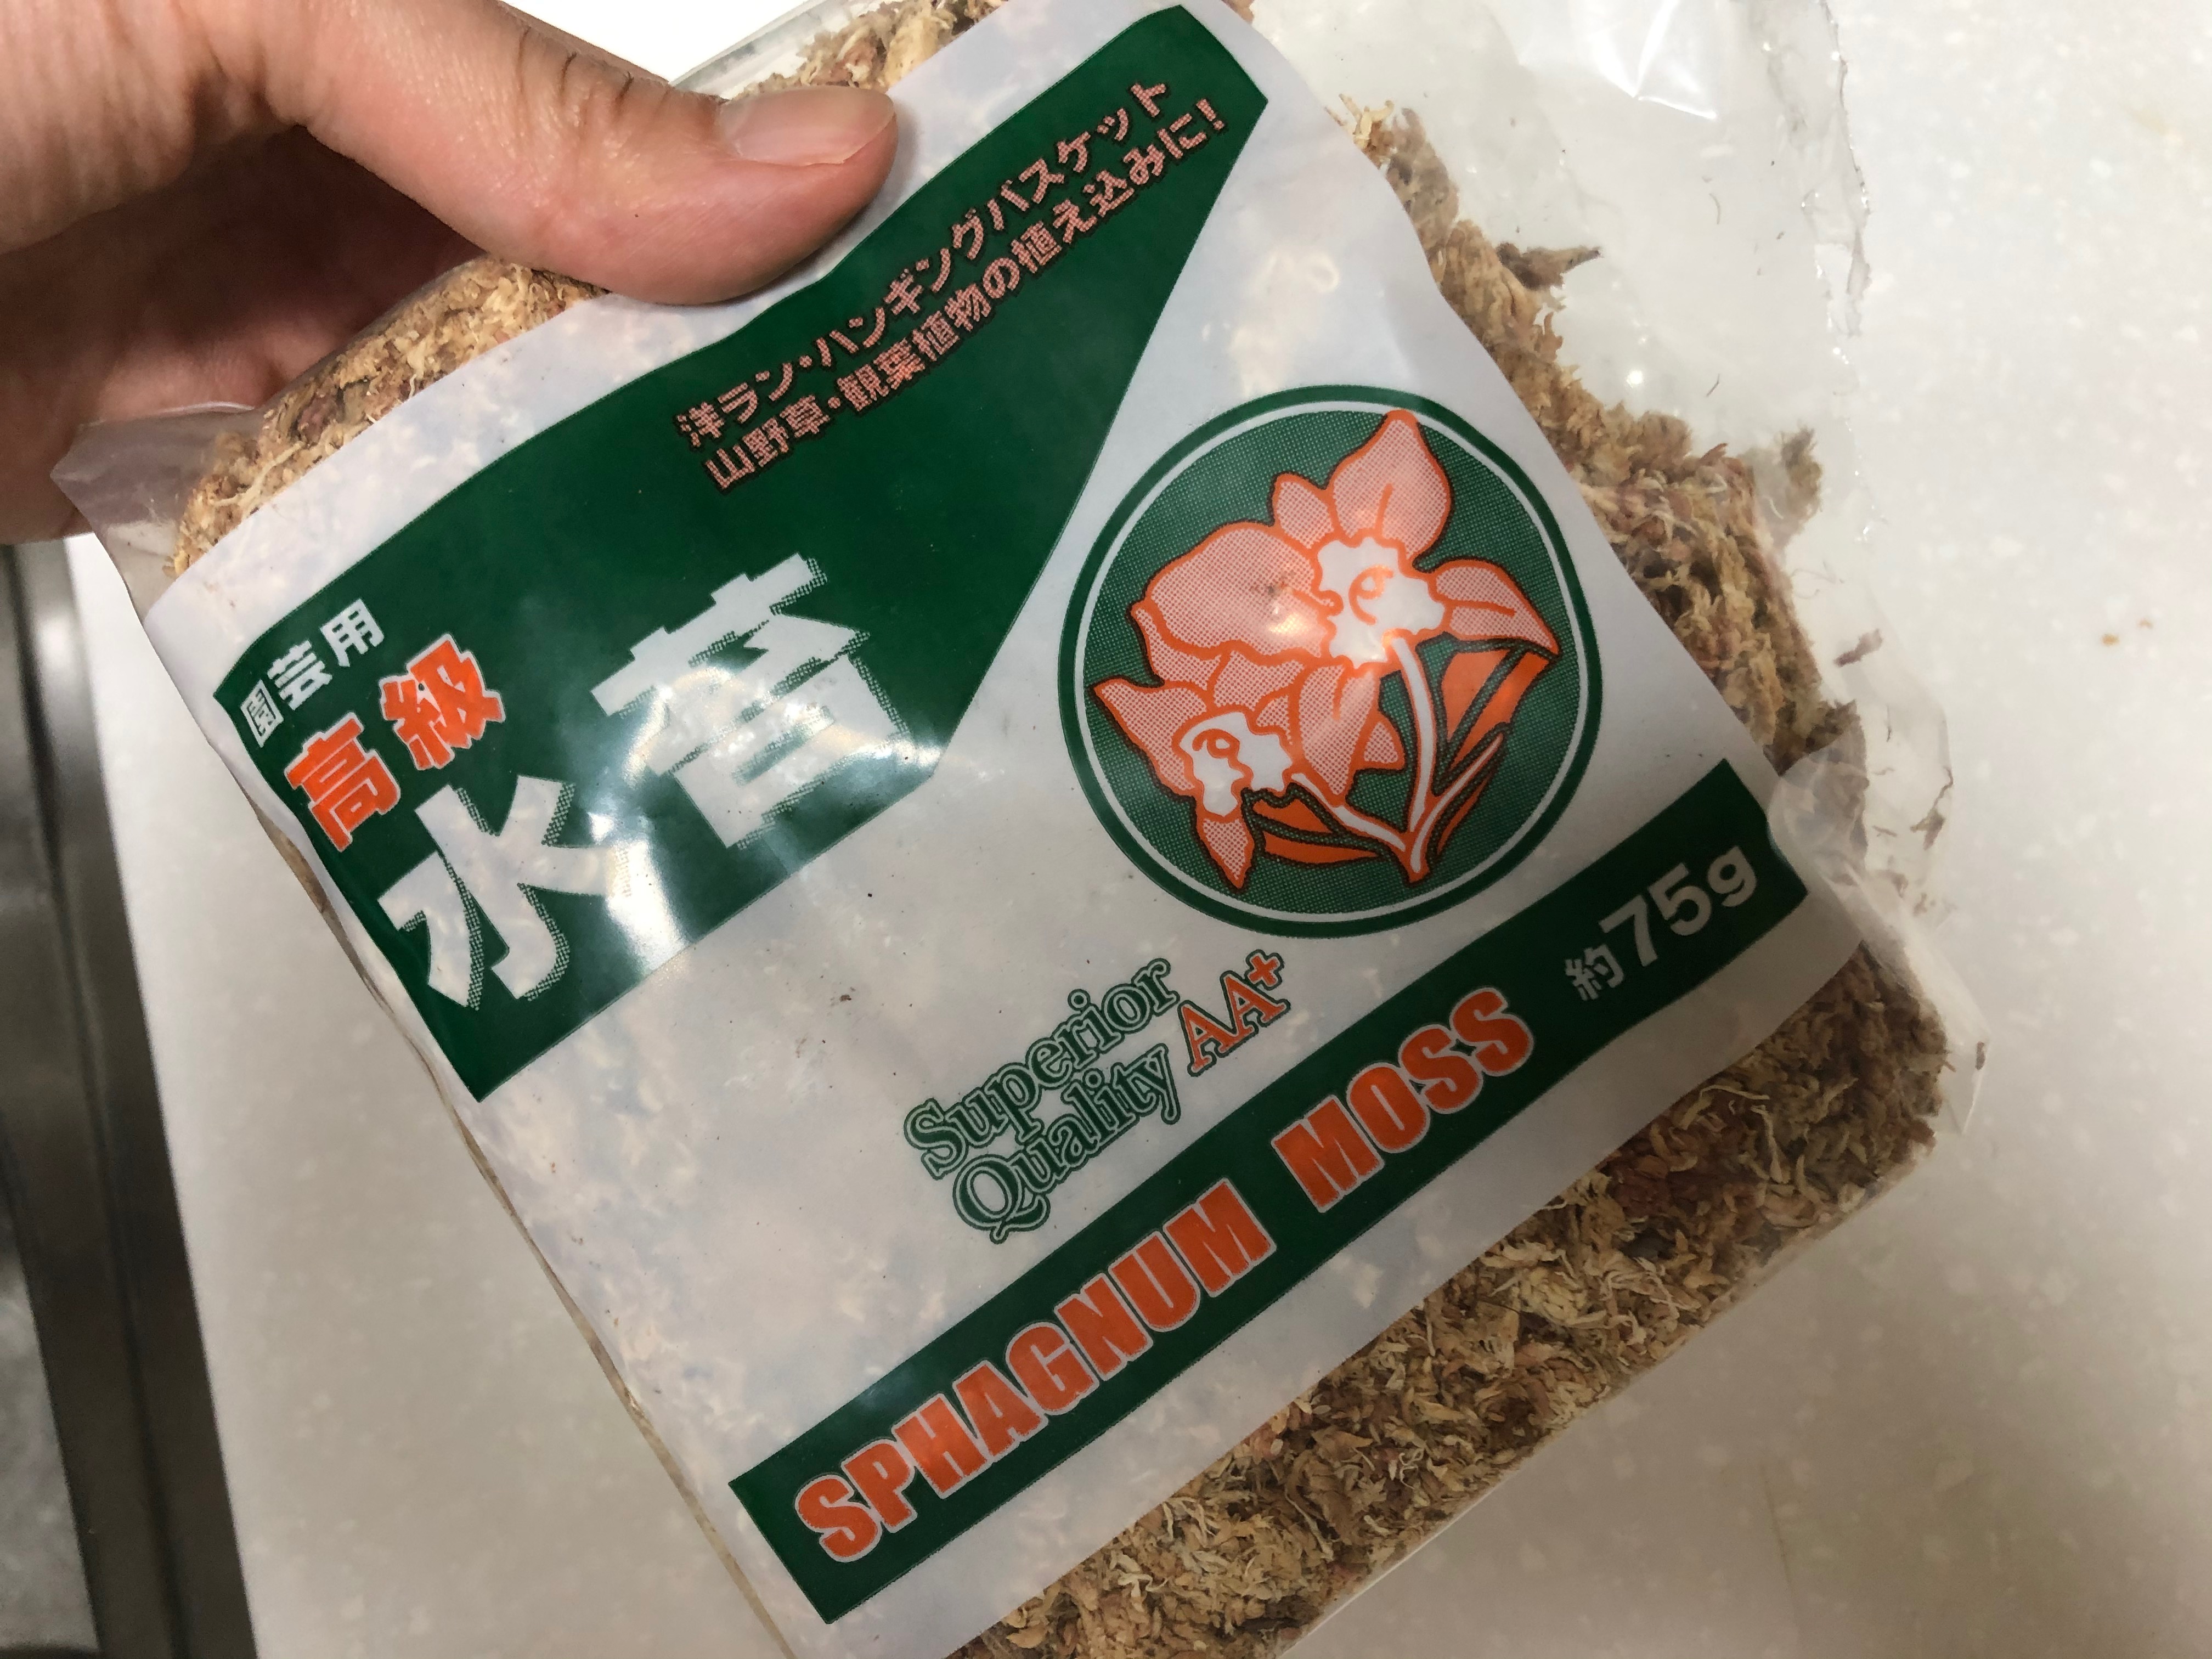 洋ラン・ハンギングバスケット
山野草・観葉植物の植え込みに!
園芸用
高級
水苔
Superior
Quality AA+
SPHAGNUM MOSS 約75g